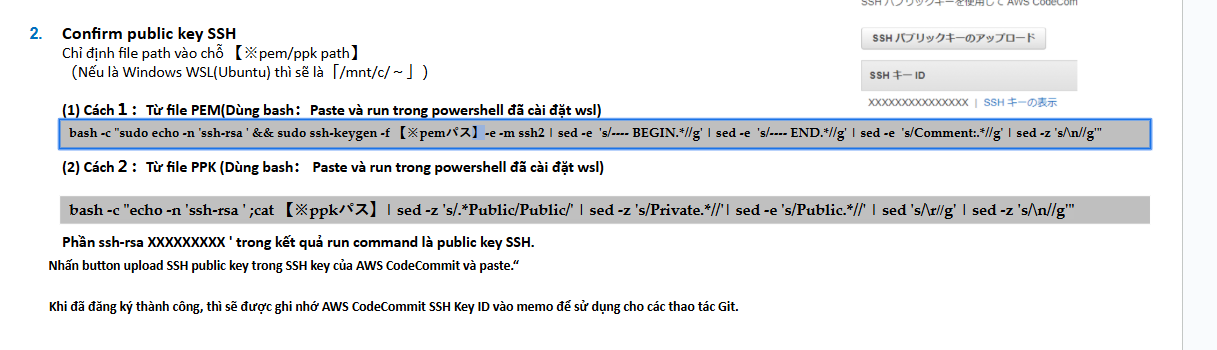 SSH パブリックキーを使用して AWS CodeCom
SSH パブリックキーのアップロード
SSH キー ID
XXXXXXXXXXXXXXX | SSH キーの表示
2. Confirm public key SSH
Chỉ định file path vào chỗ 【※pem/ppk path】
（Nếu là Windows WSL(Ubuntu) thì sẽ là「/mnt/c/～」)
(1) Cách 1：Từ file PEM(Dùng bash：Paste và run trong powershell đã cài đặt wsl)
bash -c "sudo echo -n 'ssh-rsa ' && sudo ssh-keygen -f 【※pemパス】-e -m ssh2 | sed -e 's/---- BEGIN.*//g' | sed -e 's/---- END.*//g' | sed -e 's/Comment:.*//g' | sed -z 's/\n//g'"
(2) Cách 2：Từ file PPK (Dùng bash： Paste và run trong powershell đã cài đặt wsl)
bash -c "echo -n 'ssh-rsa ' ;cat 【※ppkパス】| sed -z 's/.*Public/Public/' | sed -z 's/Private.*//'| sed -e 's/Public.*//' | sed 's/\r//g' | sed -z 's/\n//g'"
Phần ssh-rsa XXXXXXXXX ' trong kết quả run command là public key SSH.
Nhấn button upload SSH public key trong SSH key của AWS CodeCommit và paste.“
Khi đã đăng ký thành công, thì sẽ được ghi nhớ AWS CodeCommit SSH Key ID vào memo để sử dụng cho các thao tác Git.